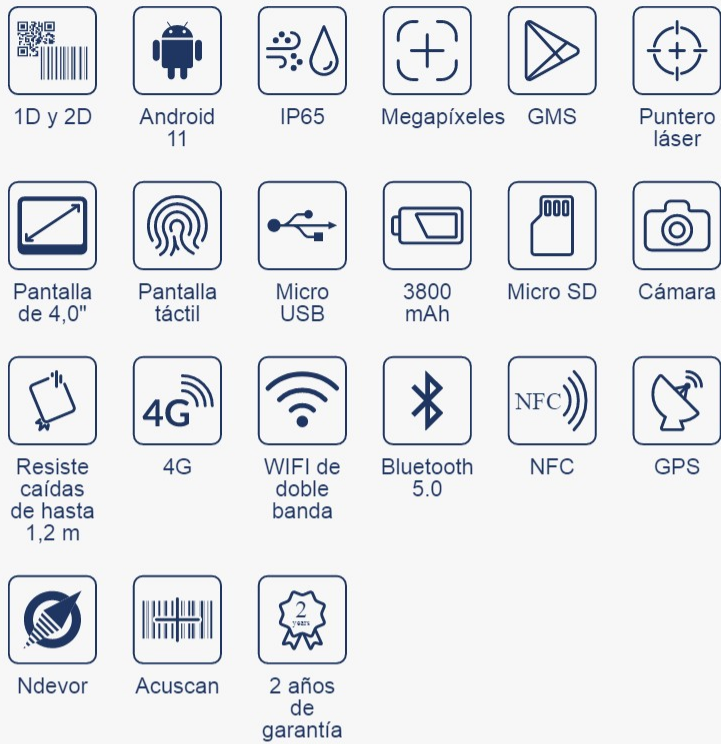 1D y 2D
Android
11
IP65
Megapíxeles
GMS
Puntero
láser
Pantalla
de 4,0"
Pantalla
táctil
Micro
USB
3800
mAh
Micro SD
Cámara
4G
NFC
Resiste
caídas
de hasta
1,2 m
4G
WIFI de
doble
banda
Bluetooth
5.0
NFC
GPS
2
years
Ndevor
Acuscan
2 años
de
garantía